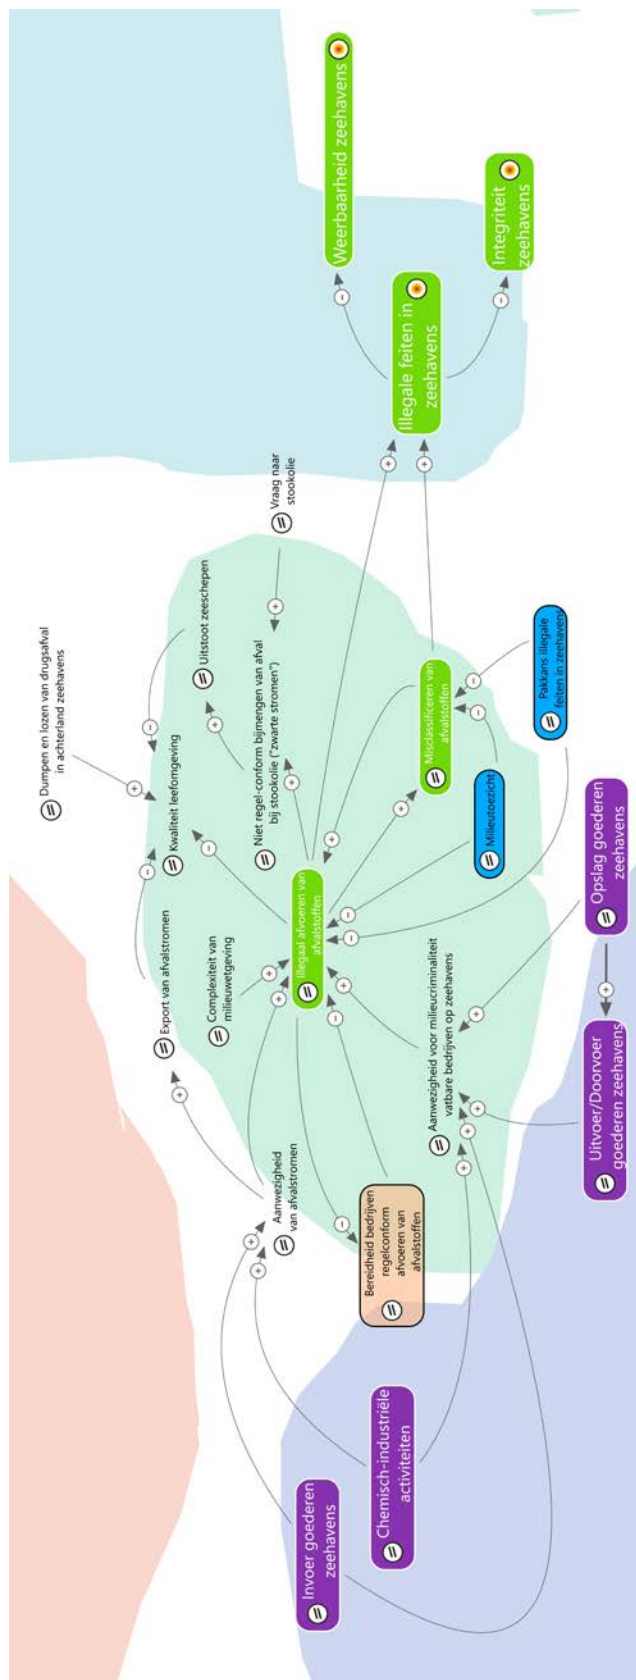 Weerbaarheid zeehavens
Integriteit
zeehavens
Illegale feiten in
zeehavens
Vraag naar
stookolie
Dumpen en lozen van drugsafval
in achterland zeehavens
Uitstoot zeeschepen
Kwaliteit leefomgeving
Niet regel-conform bijmengen van afval
bij stookolie ("zwarte stromen")
Misclassificeren van
afvalstoffen
Pakkans illegale
feiten in zeehavens
Milieutoezicht
Export van afvalstromen
Complexiteit van
milieuwetgeving
Illegaal afvoeren van
afvalstoffen
Opslag goederen
zeehavens
Aanwezigheid voor milieucriminaliteit
vatbare bedrijven op zeehavens
Uitvoer/Doorvoer
goederen zeehavens
Aanwezigheid
van afvalstromen
Bereidheid bedrijven
regelconform
afvoeren van
afvalstoffen
Chemisch-industriële
activiteiten
Invoer goederen
zeehavens